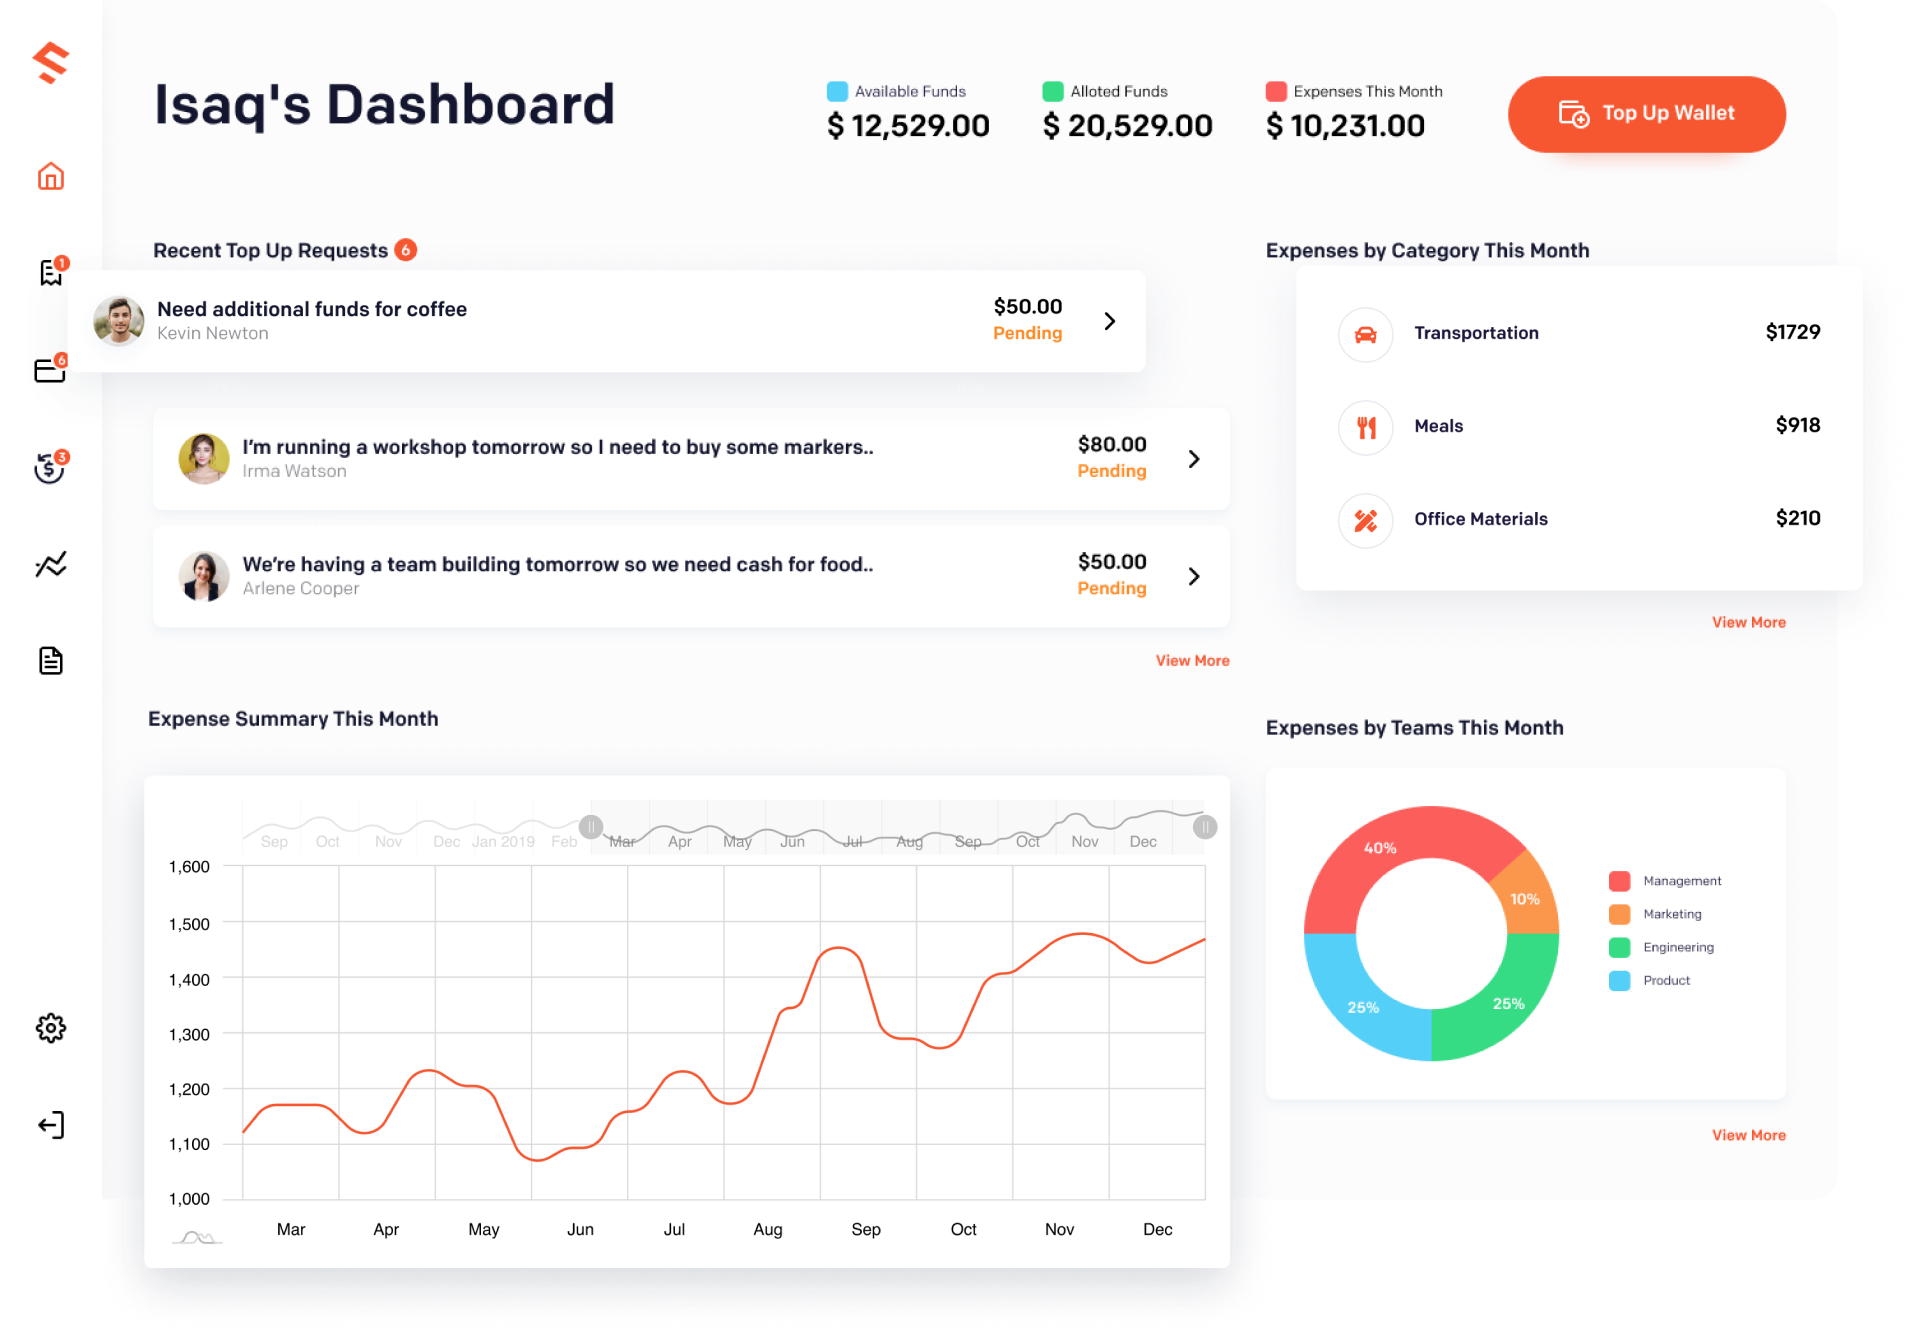 Isaq's Dashboard
Available Funds
$ 12,529.00
Alloted Funds
$ 20,529.00
Expenses This Month
$ 10,231.00
Top Up Wallet
1
6
3
Recent Top Up Requests 6
Need additional funds for coffee
Kevin Newton
$50.00
Pending
I’m running a workshop tomorrow so I need to buy some markers..
Irma Watson
$80.00
Pending
We’re having a team building tomorrow so we need cash for food..
Arlene Cooper
$50.00
Pending
View More
Expenses by Category This Month
Transportation $1729
Meals $918
Office Materials $210
View More
Expense Summary This Month
Sep Oct Nov Dec Jan 2019 Feb Mar Apr May Jun Jul Aug Sep Oct Nov Dec
1,600
1,500
1,400
1,300
1,200
1,100
1,000
Mar Apr May Jun Jul Aug Sep Oct Nov Dec
Expenses by Teams This Month
40%
10%
25%
25%
Management
Marketing
Engineering
Product
View More